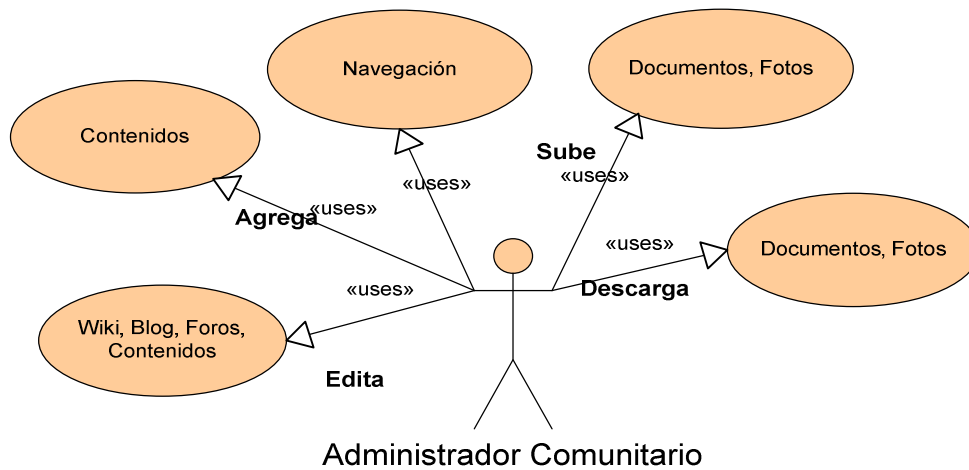 Navegación
Documentos, Fotos
Contenidos
Sube
«uses»
«uses»
«uses»
Agrega
«uses»
Documentos, Fotos
Descarga
«uses»
Wiki, Blog, Foros,
Contenidos
Edita
Administrador Comunitario